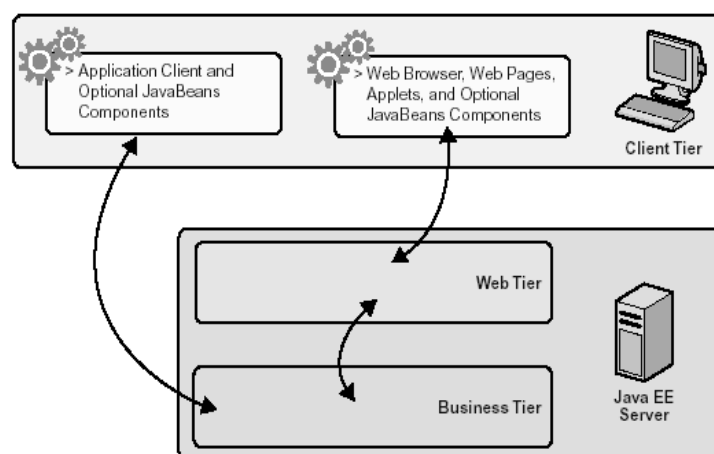 > Application Client and
Optional JavaBeans
Components
> Web Browser, Web Pages,
Applets, and Optional
JavaBeans Components
Client Tier
Web Tier
Business Tier
Java EE
Server